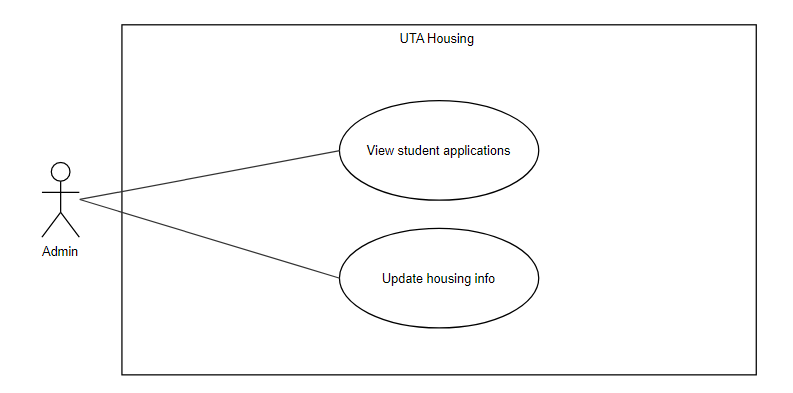 UTA Housing
View student applications
Admin
Update housing info